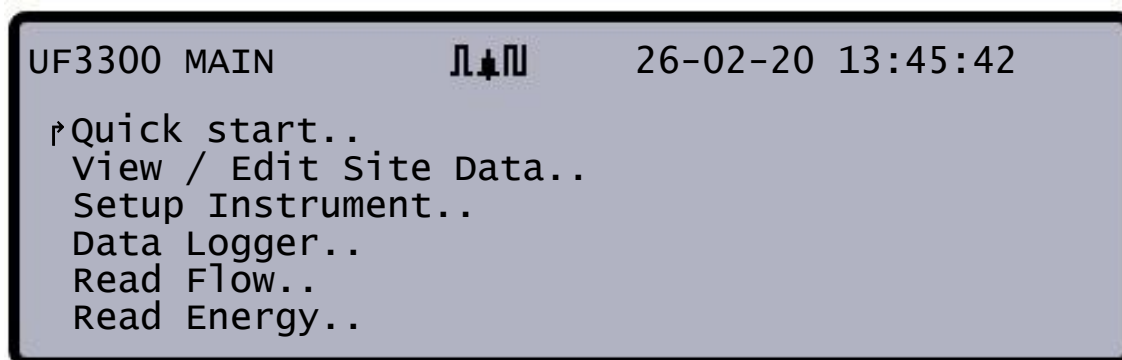 UF3300 MAIN 26-02-20 13:45:42
Quick start..
View / Edit Site Data..
Setup Instrument..
Data Logger..
Read Flow..
Read Energy..